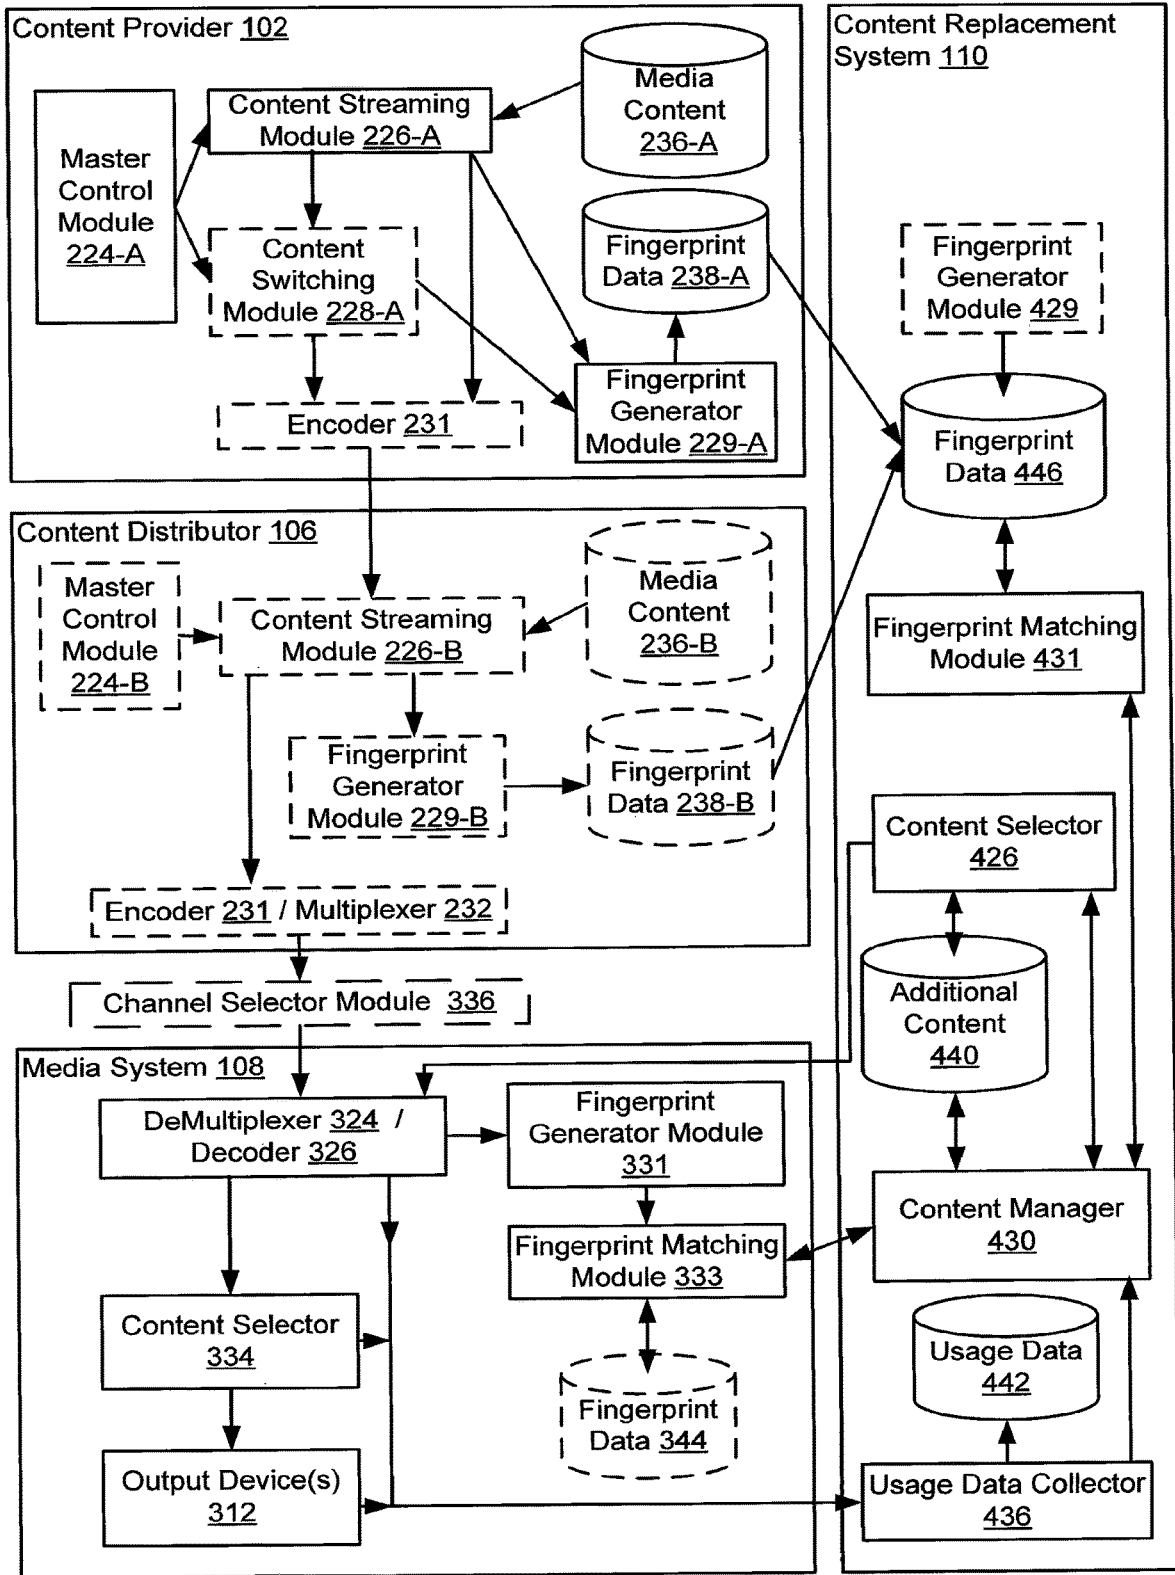 Content Provider 102
Master
Control
Module
224-A
Content Streaming
Module 226-A
Media
Content
236-A
Content
Switching
Module 228-A
Fingerprint
Data 238-A
Encoder 231
Fingerprint
Generator
Module 229-A
Content Distributor 106
Master
Control
Module
224-B
Content Streaming
Module 226-B
Media
Content
236-B
Fingerprint
Generator
Module 229-B
Fingerprint
Data 238-B
Encoder 231 / Multiplexer 232
Channel Selector Module 336
Media System 108
DeMultiplexer 324 /
Decoder 326
Fingerprint
Generator Module
331
Fingerprint Matching
Module 333
Content Selector
334
Fingerprint
Data 344
Output Device(s)
312
Content Replacement
System 110
Fingerprint
Generator
Module 429
Fingerprint
Data 446
Fingerprint Matching
Module 431
Content Selector
426
Additional
Content
440
Content Manager
430
Usage Data
442
Usage Data Collector
436